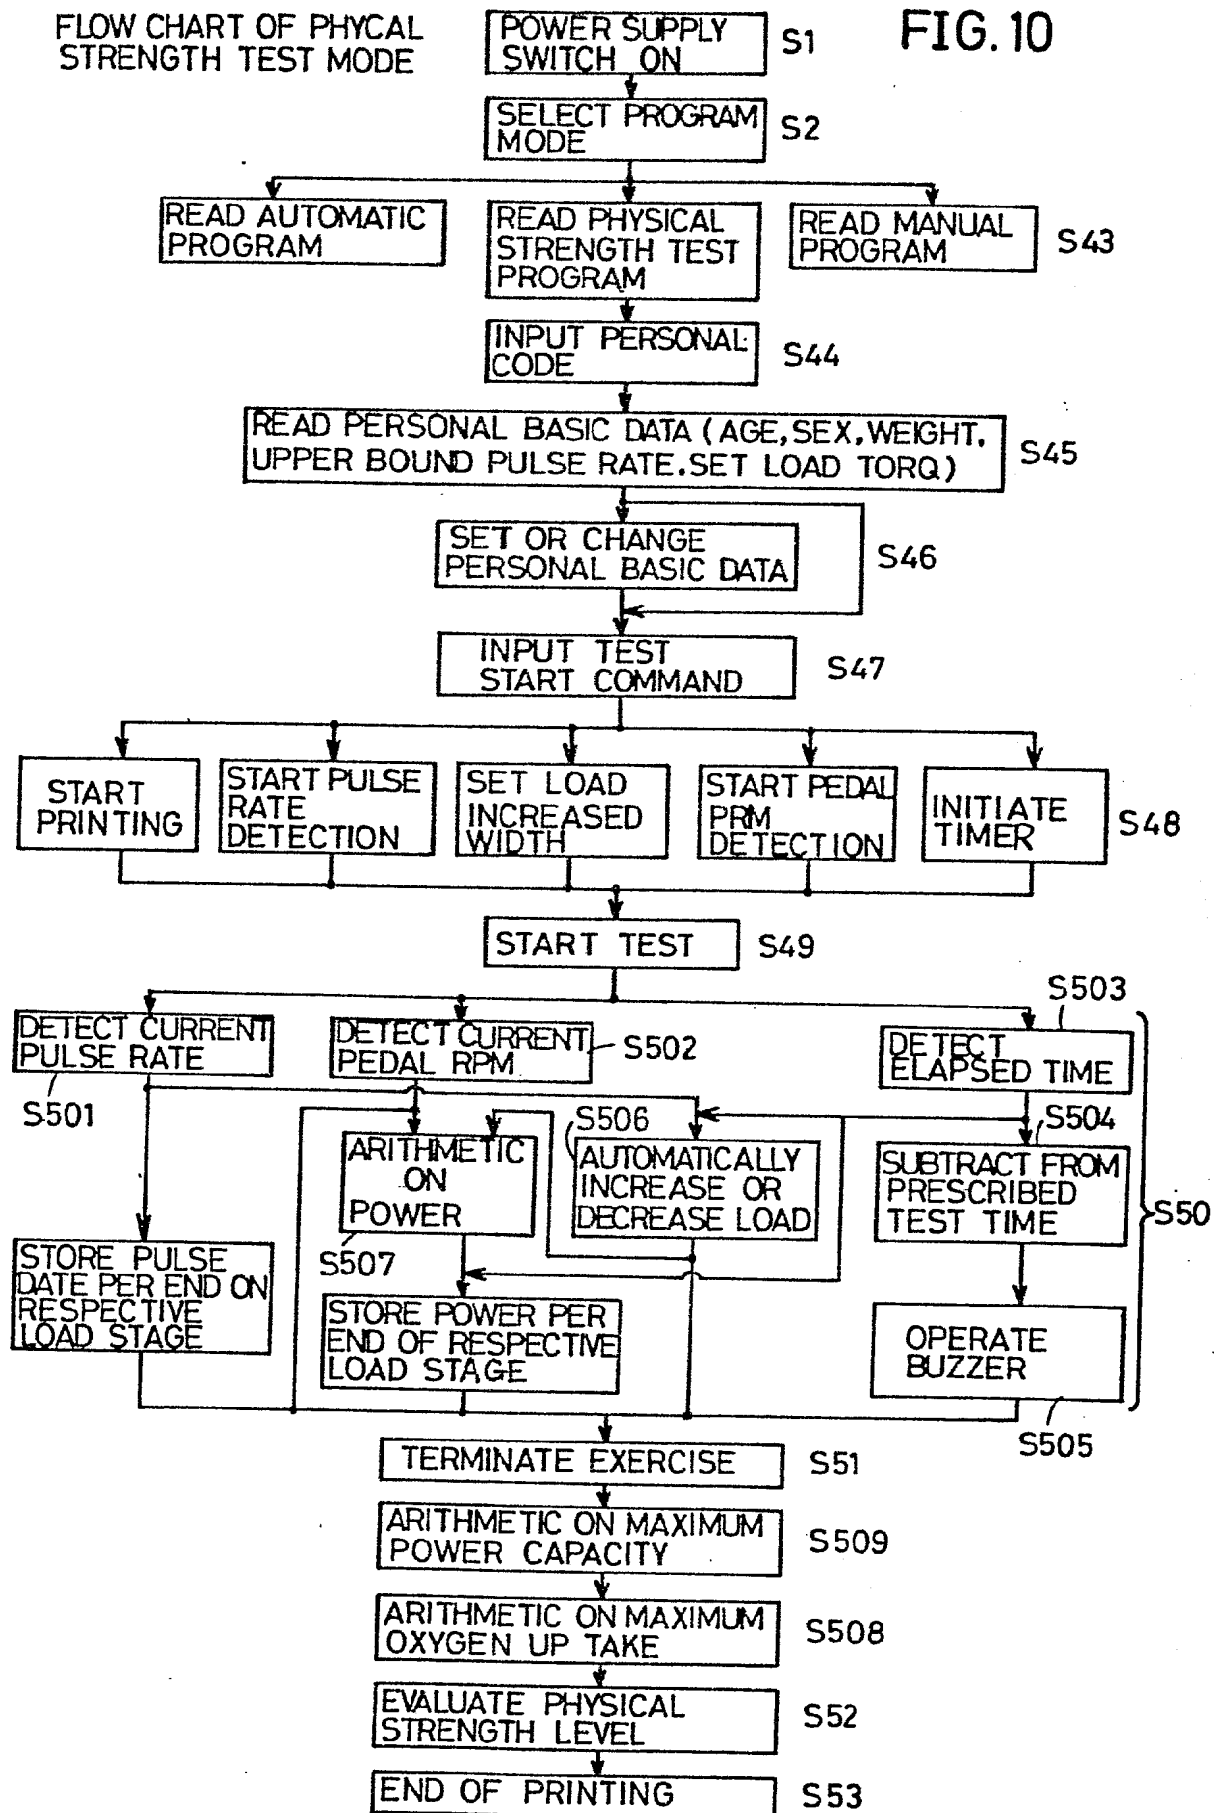 FLOW CHART OF PHYCAL
STRENGTH TEST MODE
FIG. 10
POWER SUPPLY
SWITCH ON
S1
SELECT PROGRAM
MODE
S2
READ AUTOMATIC
PROGRAM
READ PHYSICAL
STRENGTH TEST
PROGRAM
READ MANUAL
PROGRAM
S43
INPUT PERSONAL
CODE
S44
READ PERSONAL BASIC DATA (AGE,SEX,WEIGHT,
UPPER BOUND PULSE RATE.SET LOAD TORQ)
S45
SET OR CHANGE
PERSONAL BASIC DATA
S46
INPUT TEST
START COMMAND
S47
START
PRINTING
START PULSE
RATE
DETECTION
SET LOAD
INCREASED
WIDTH
START PEDAL
PRM
DETECTION
INITIATE
TIMER
S48
START TEST
S49
DETECT CURRENT
PULSE RATE
S501
DETECT CURRENT
PEDAL RPM
S502
S503
DETECT
ELAPSED TIME
S504
ARITHMETIC
ON
POWER
S507
S506
AUTOMATICALLY
INCREASE OR
DECREASE LOAD
SUBTRACT FROM
PRESCRIBED
TEST TIME
S50
STORE PULSE
DATE PER END ON
RESPECTIVE
LOAD STAGE
STORE POWER PER
END OF RESPECTIVE
LOAD STAGE
OPERATE
BUZZER
S505
TERMINATE EXERCISE
S51
ARITHMETIC ON MAXIMUM
POWER CAPACITY
S509
ARITHMETIC ON MAXIMUM
OXYGEN UP TAKE
S508
EVALUATE PHYSICAL
STRENGTH LEVEL
S52
END OF PRINTING
S53